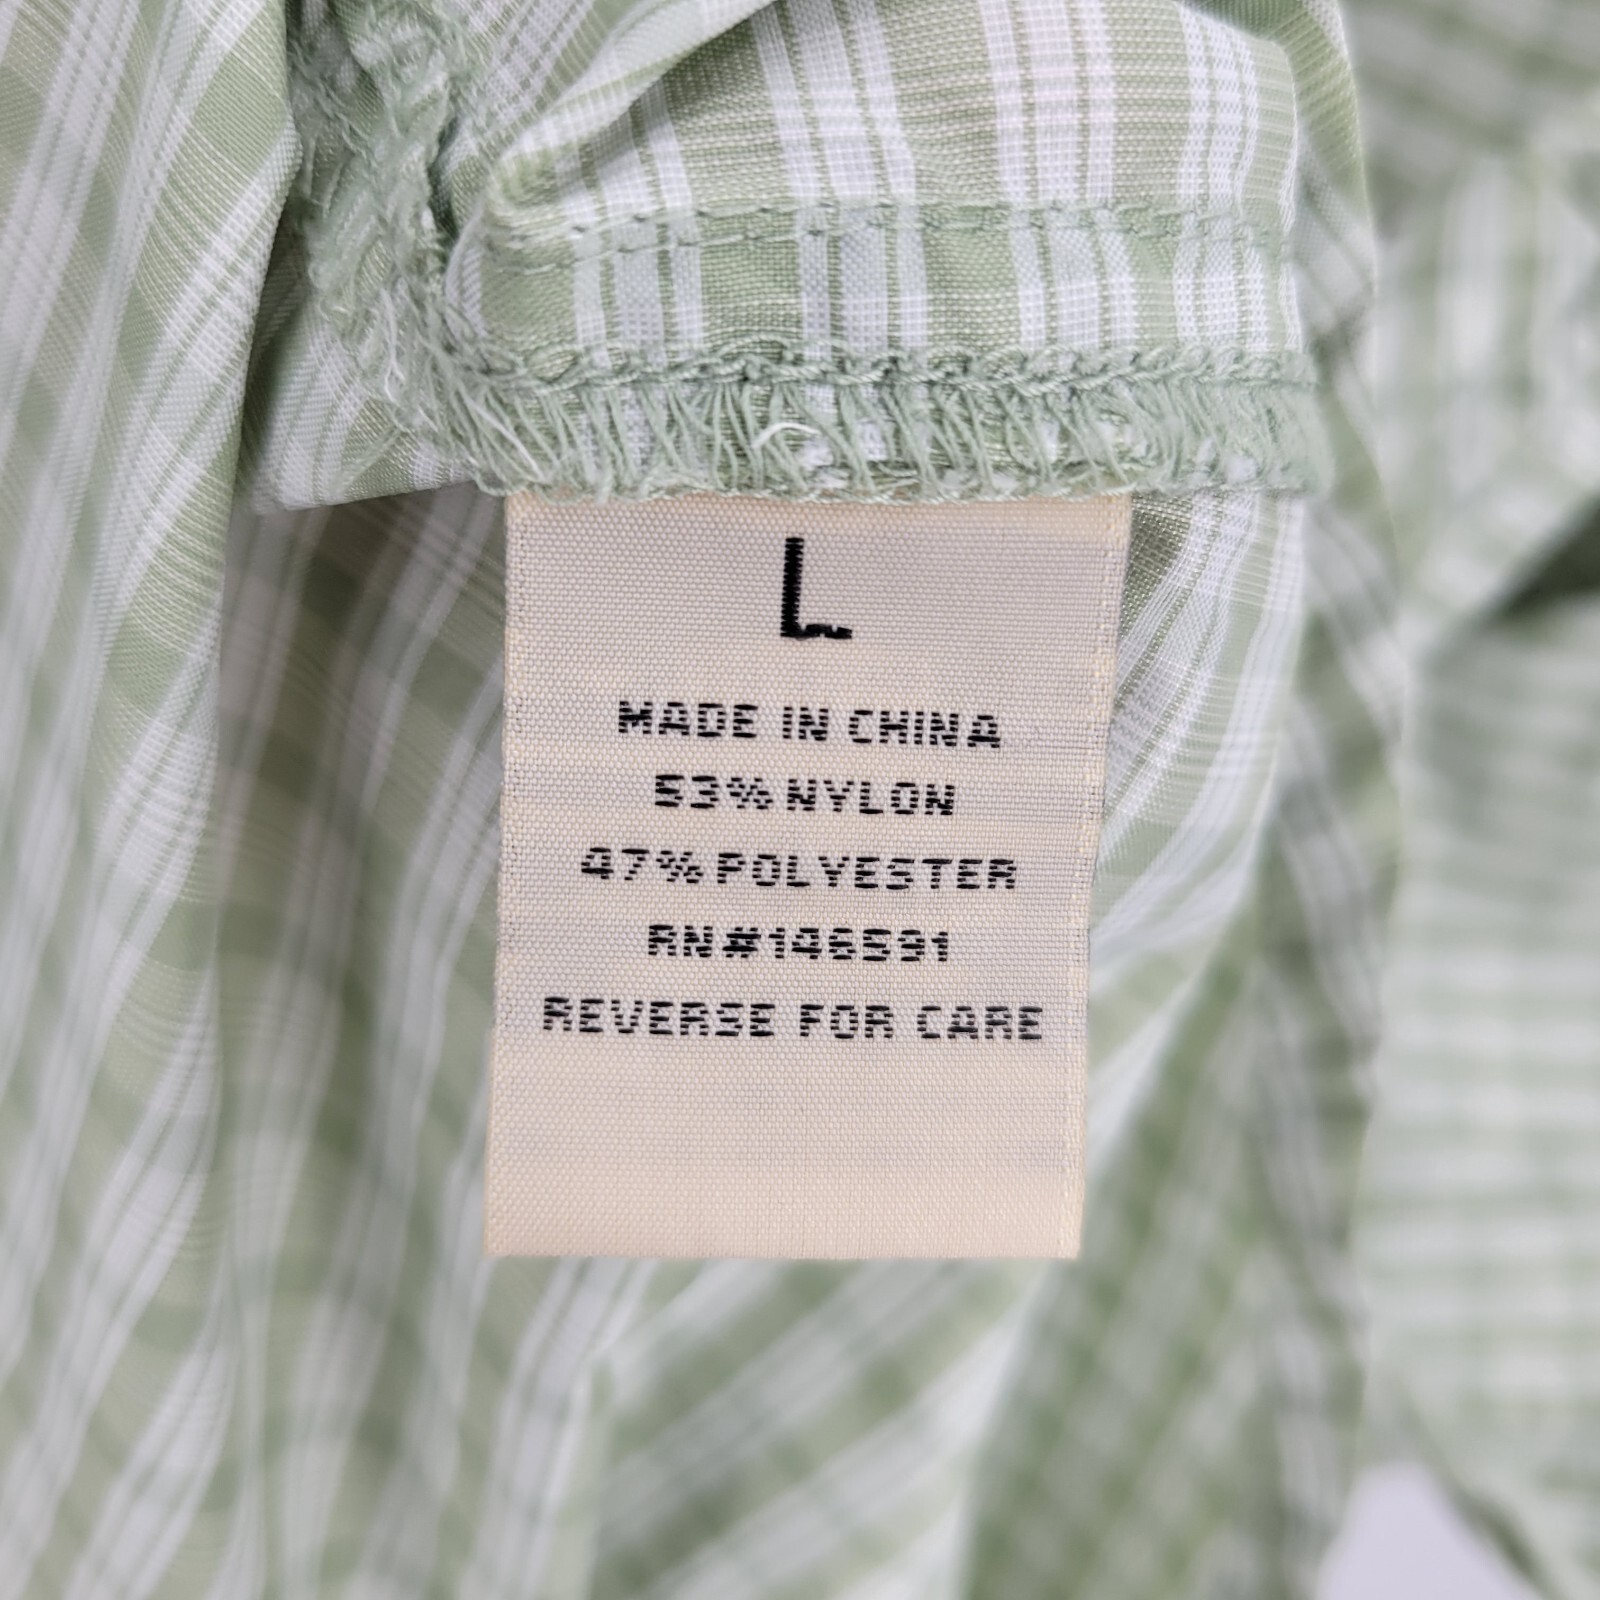 L
MADE IN CHINA
53% NYLON
47% POLYESTER
RN#146591
REVERSE FOR CARE